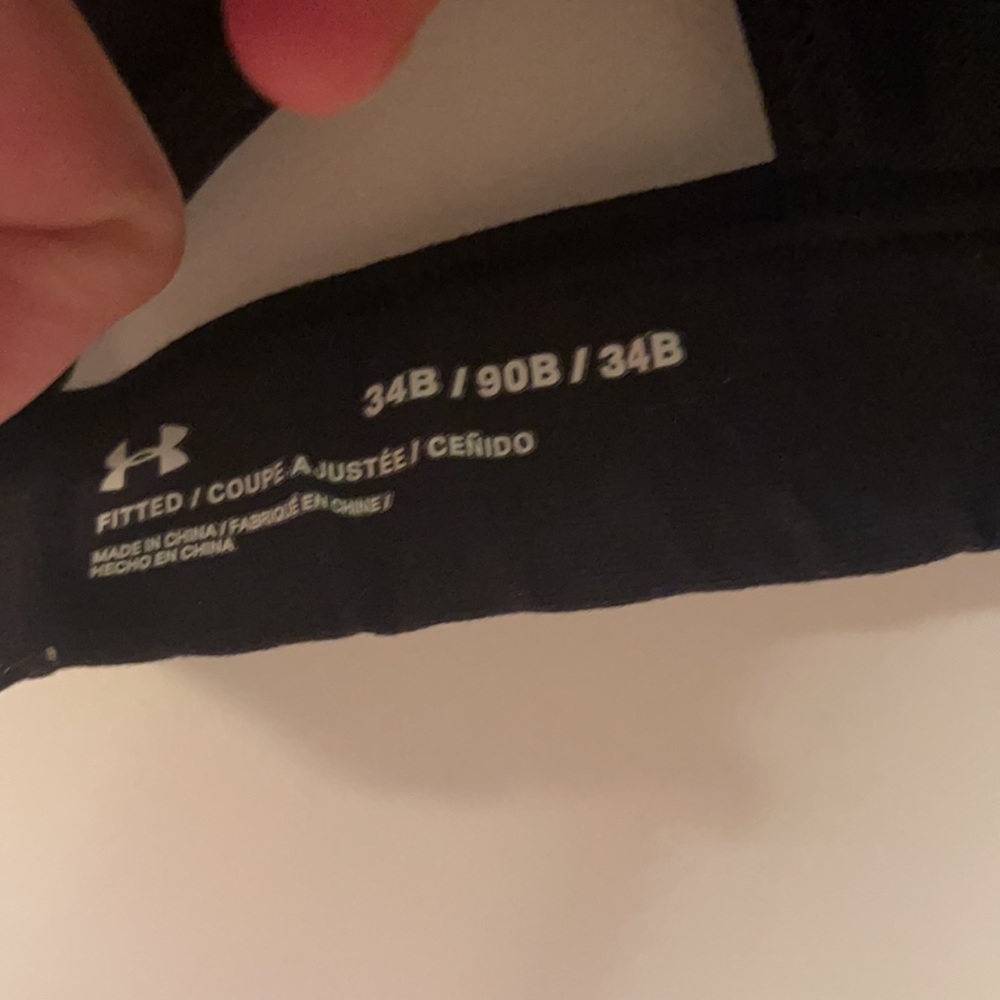 34B / 90B / 34B
FITTED / COUPE AJUSTÉE / CEÑIDO
MADE IN CHINA / FABRIQUÉ EN CHINE /
HECHO EN CHINA